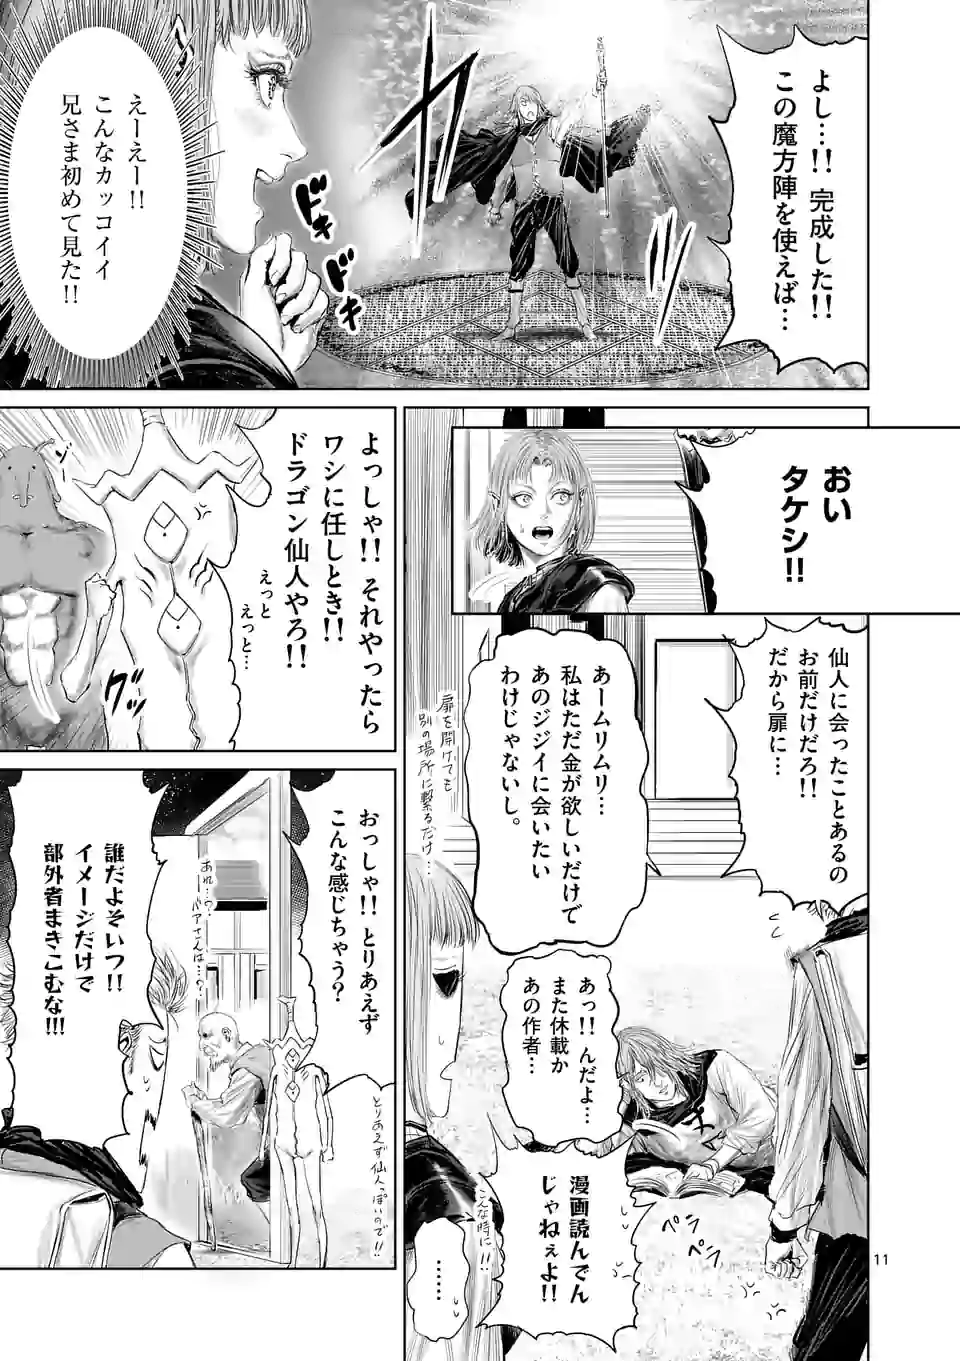 よし…!! 完成した!!
この魔方陣を使えば…
バッ
えーえー!!
こんなカッコイイ
兄さま初めて見た!!
ドキ
ドキ
おい
タケシ!!
仙人に会ったことあるの
お前だけだろ!!
だから扉に…
あームリムリ…
私はただ金が欲しいだけで
あのジジイに会いたい
わけじゃないし。
扉を開けても
別の場所に繋るだけ…
あっ!! んだよ…
また休載か
あの作者…
漫画読んでん
じゃねぇよ!!
ペラ
ペラ
こんな時に!!
……
よっしゃ!! それやったら
ワシに任しとき!!
ドラゴン仙人やろ!!
えっと
えっと…
グッ
おっしゃ!! とりあえず
こんな感じちゃう?
とりあえず仙人っぽいので!!
誰だよそいつ!!
イメージだけで
部外者まきこむな!!!
11